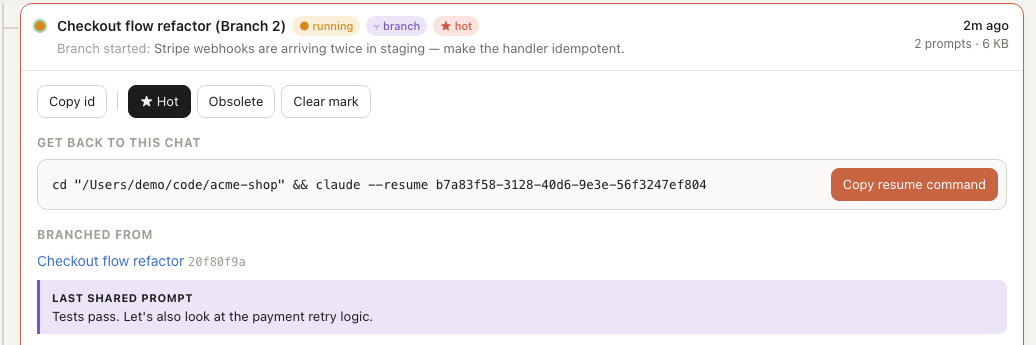 Checkout flow refactor (Branch 2) running branch ★ hot 2m ago
Branch started: Stripe webhooks are arriving twice in staging — make the handler idempotent. 2 prompts · 6 KB
Copy id ★ Hot Obsolete Clear mark
GET BACK TO THIS CHAT
cd "/Users/demo/code/acme-shop" && claude --resume b7a83f58-3128-40d6-9e3e-56f3247ef804 Copy resume command
BRANCHED FROM
Checkout flow refactor 20f80f9a
LAST SHARED PROMPT
Tests pass. Let's also look at the payment retry logic.